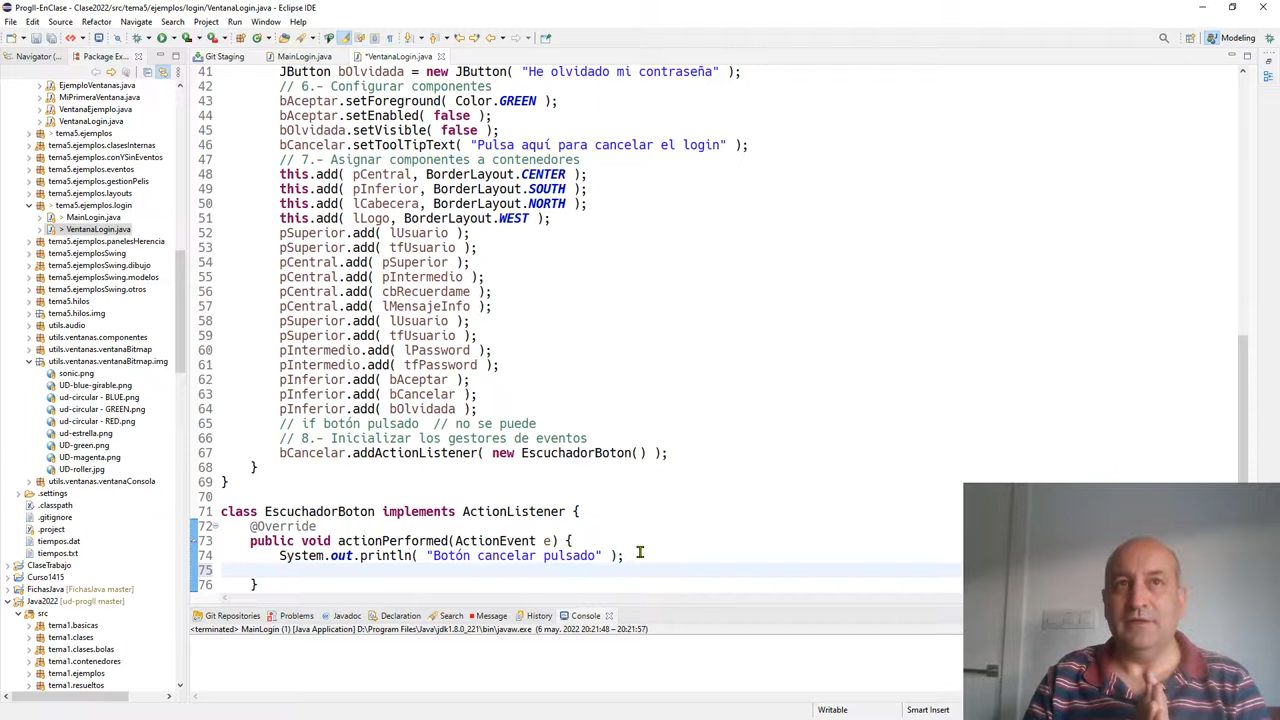 ProgII-EnClase - Clase2022/src/tema5/ejemplos/login/VentanaLogin.java - Eclipse IDE
File Edit Source Refactor Navigate Search Project Run Window Help
Modeling
Navigator (... Package Ex...
Git Staging MainLogin.java *VentanaLogin.java
EjemploVentanas.java
MiPrimeraVentana.java
VentanaEjemplo.java
VentanaLogin.java
tema5.ejemplos
tema5.ejemplos.clasesInternas
tema5.ejemplos.conYSinEventos
tema5.ejemplos.eventos
tema5.ejemplos.gestionPelis
tema5.ejemplos.layouts
tema5.ejemplos.login
> MainLogin.java
> VentanaLogin.java
tema5.ejemplos.panelesHerencia
tema5.ejemplosSwing
tema5.ejemplosSwing.dibujo
tema5.ejemplosSwing.modelos
tema5.ejemplosSwing.otros
tema5.hilos
tema5.hilos.img
utils.audio
utils.ventanas.componentes
utils.ventanas.ventanaBitmap
utils.ventanas.ventanaBitmap.img
sonic.png
UD-blue-girable.png
ud-circular - BLUE.png
ud-circular - GREEN.png
ud-circular - RED.png
ud-estrella.png
UD-green.png
UD-magenta.png
UD-roller.jpg
utils.ventanas.ventanaConsola
.settings
.classpath
.gitignore
.project
tiempos.dat
tiempos.txt
ClaseTrabajo
Curso1415
FichasJava [FichasJava master]
Java2022 [ud-progII master]
src
tema1.basicas
tema1.clases
tema1.clases.bolas
tema1.contenedores
tema1.ejemplos
tema1.resueltos
41 JButton bOlvidada = new JButton( "He olvidado mi contraseña" );
42 // 6.- Configurar componentes
43 bAceptar.setForeground( Color.GREEN );
44 bAceptar.setEnabled( false );
45 bOlvidada.setVisible( false );
46 bCancelar.setToolTipText( "Pulsa aquí para cancelar el login" );
47 // 7.- Asignar componentes a contenedores
48 this.add( pCentral, BorderLayout.CENTER );
49 this.add( pInferior, BorderLayout.SOUTH );
50 this.add( lCabecera, BorderLayout.NORTH );
51 this.add( lLogo, BorderLayout.WEST );
52 pSuperior.add( lUsuario );
53 pSuperior.add( tfUsuario );
54 pCentral.add( pSuperior );
55 pCentral.add( pIntermedio );
56 pCentral.add( cbRecuerdame );
57 pCentral.add( lMensajeInfo );
58 pSuperior.add( lUsuario );
59 pSuperior.add( tfUsuario );
60 pIntermedio.add( lPassword );
61 pIntermedio.add( tfPassword );
62 pInferior.add( bAceptar );
63 pInferior.add( bCancelar );
64 pInferior.add( bOlvidada );
65 // if botón pulsado // no se puede
66 // 8.- Inicializar los gestores de eventos
67 bCancelar.addActionListener( new EscuchadorBoton() );
68 }
69 }
70
71 class EscuchadorBoton implements ActionListener {
72 @Override
73 public void actionPerformed(ActionEvent e) {
74 System.out.println( "Botón cancelar pulsado" );
75
76 }
Git Repositories Problems Javadoc Declaration Search Message History Console
<terminated> MainLogin (1) [Java Application] D:\Program Files\Java\jdk1.8.0_221\bin\javaw.exe (6 may. 2022 20:21:48 – 20:21:57)
Writable Smart Insert